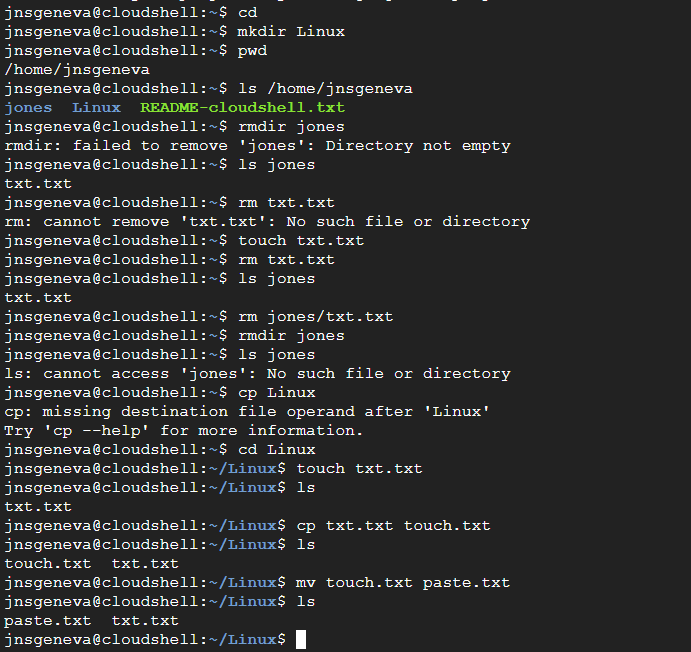 jnsgeneva@cloudshell:~$ cd
jnsgeneva@cloudshell:~$ mkdir Linux
jnsgeneva@cloudshell:~$ pwd
/home/jnsgeneva
jnsgeneva@cloudshell:~$ ls /home/jnsgeneva
jones  Linux  README-cloudshell.txt
jnsgeneva@cloudshell:~$ rmdir jones
rmdir: failed to remove 'jones': Directory not empty
jnsgeneva@cloudshell:~$ ls jones
txt.txt
jnsgeneva@cloudshell:~$ rm txt.txt
rm: cannot remove 'txt.txt': No such file or directory
jnsgeneva@cloudshell:~$ touch txt.txt
jnsgeneva@cloudshell:~$ rm txt.txt
jnsgeneva@cloudshell:~$ ls jones
txt.txt
jnsgeneva@cloudshell:~$ rm jones/txt.txt
jnsgeneva@cloudshell:~$ rmdir jones
jnsgeneva@cloudshell:~$ ls jones
ls: cannot access 'jones': No such file or directory
jnsgeneva@cloudshell:~$ cp Linux
cp: missing destination file operand after 'Linux'
Try 'cp --help' for more information.
jnsgeneva@cloudshell:~$ cd Linux
jnsgeneva@cloudshell:~/Linux$ touch txt.txt
jnsgeneva@cloudshell:~/Linux$ ls
txt.txt
jnsgeneva@cloudshell:~/Linux$ cp txt.txt touch.txt
jnsgeneva@cloudshell:~/Linux$ ls
touch.txt  txt.txt
jnsgeneva@cloudshell:~/Linux$ mv touch.txt paste.txt
jnsgeneva@cloudshell:~/Linux$ ls
paste.txt  txt.txt
jnsgeneva@cloudshell:~/Linux$